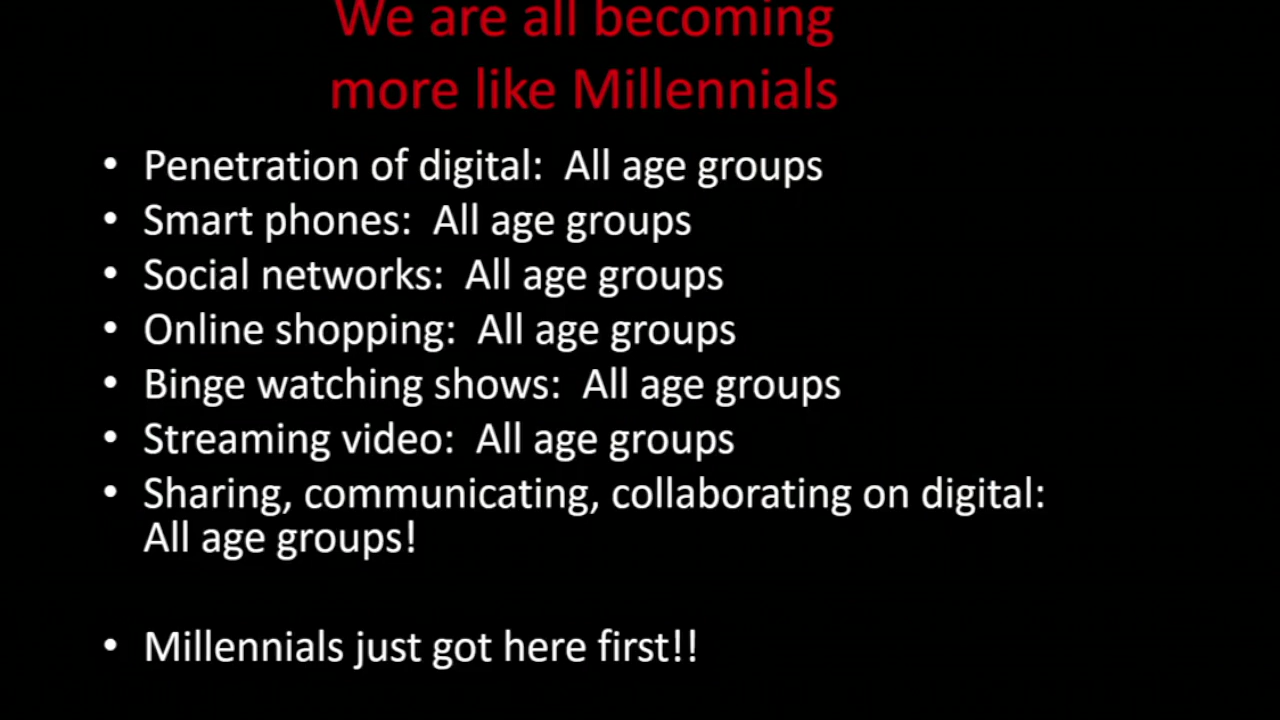 We are all becoming
more like Millennials
• Penetration of digital:  All age groups
• Smart phones:  All age groups
• Social networks:  All age groups
• Online shopping:  All age groups
• Binge watching shows:  All age groups
• Streaming video:  All age groups
• Sharing, communicating, collaborating on digital:
All age groups!
• Millennials just got here first!!